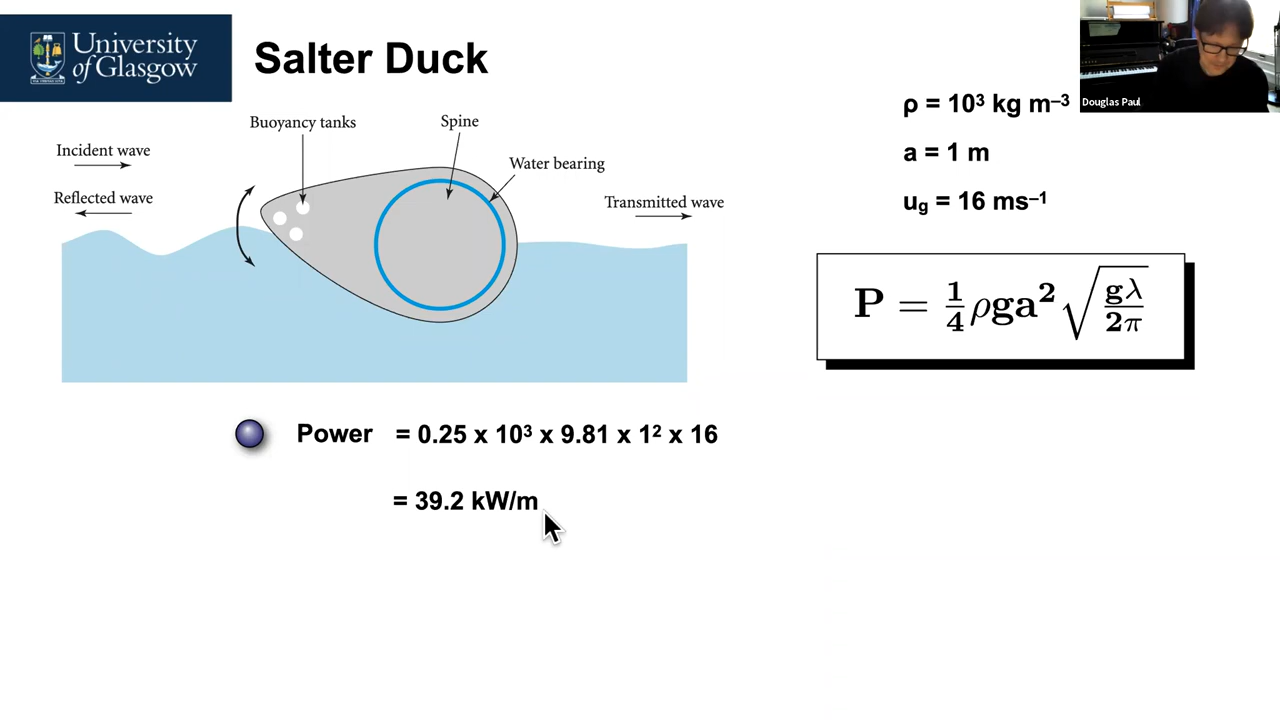 University
of Glasgow
Salter Duck
Douglas Paul
Buoyancy tanks
Spine
Incident wave
Water bearing
Reflected wave
Transmitted wave
ρ = 10³ kg m⁻³
a = 1 m
u_g = 16 ms⁻¹
P = 1/4 ρga² √(gλ/2π)
Power = 0.25 x 10³ x 9.81 x 1² x 16
= 39.2 kW/m